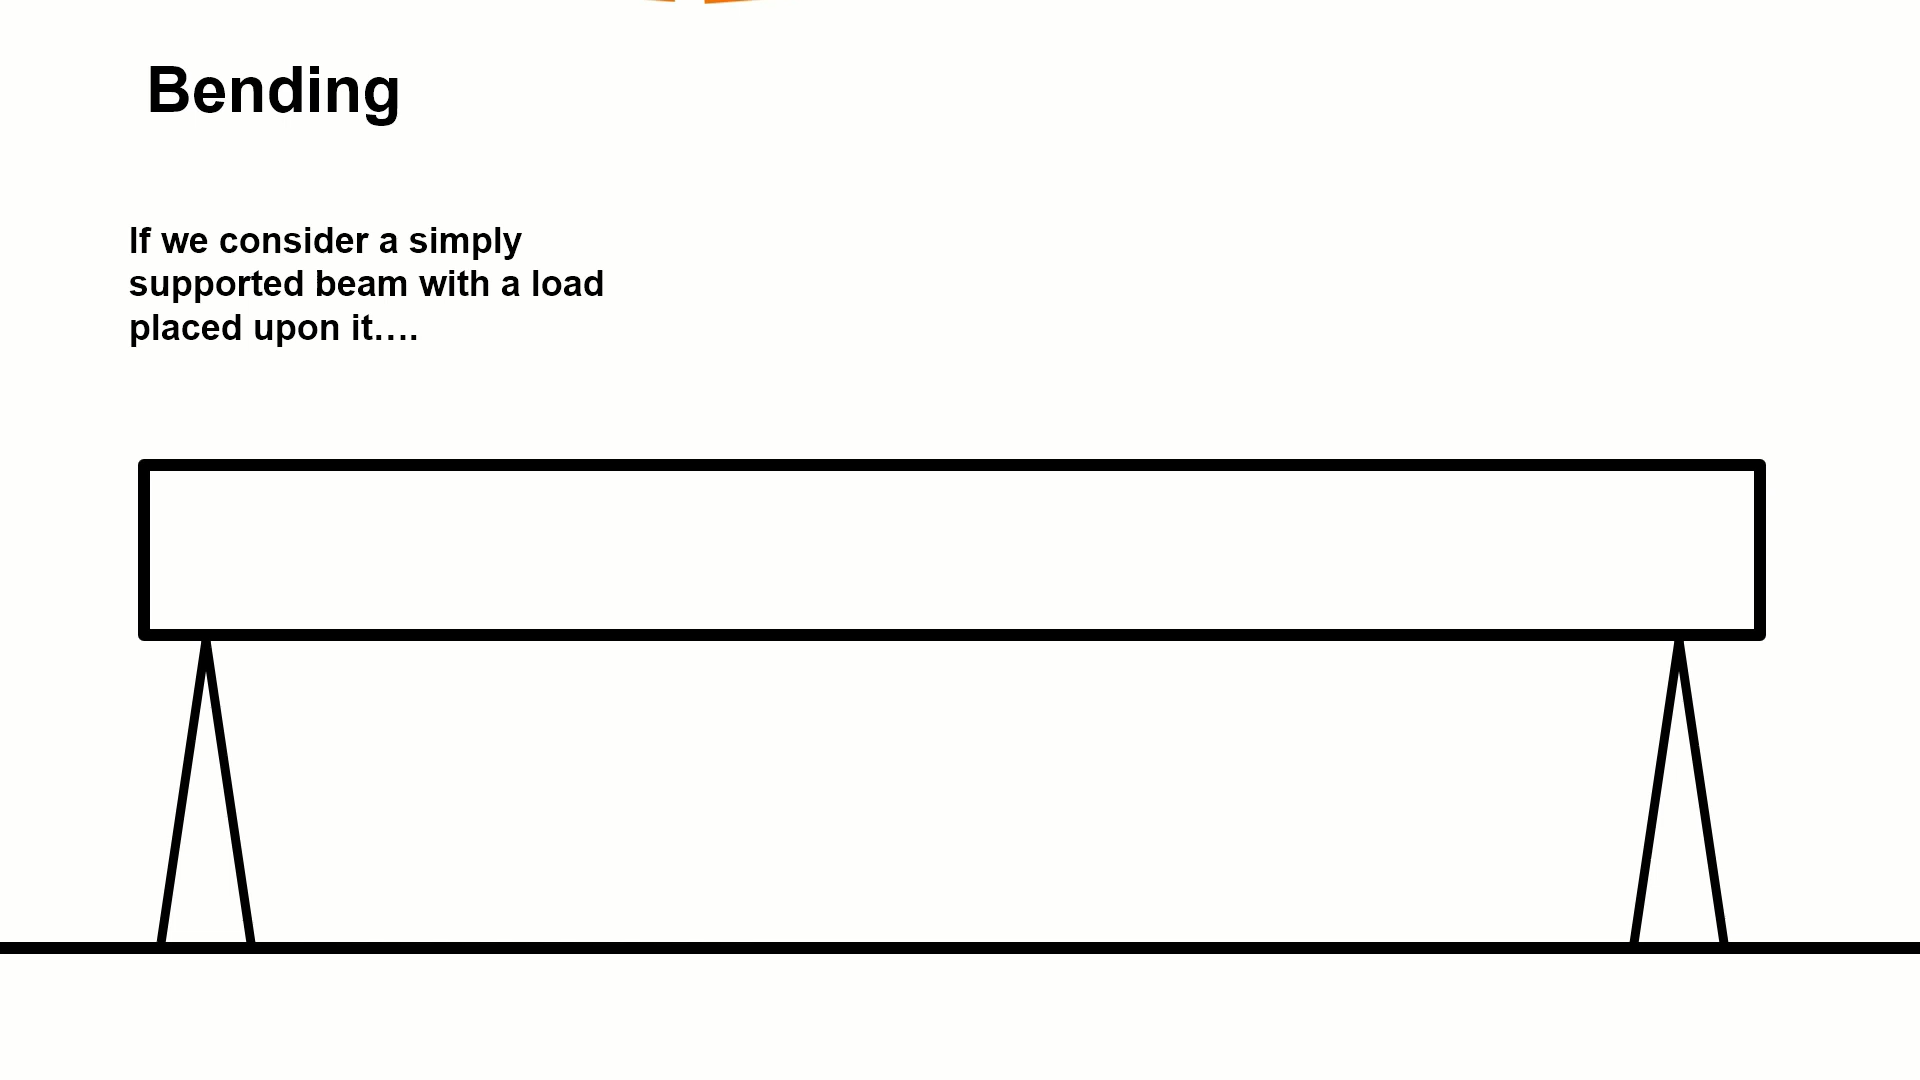 Bending
If we consider a simply
supported beam with a load
placed upon it….